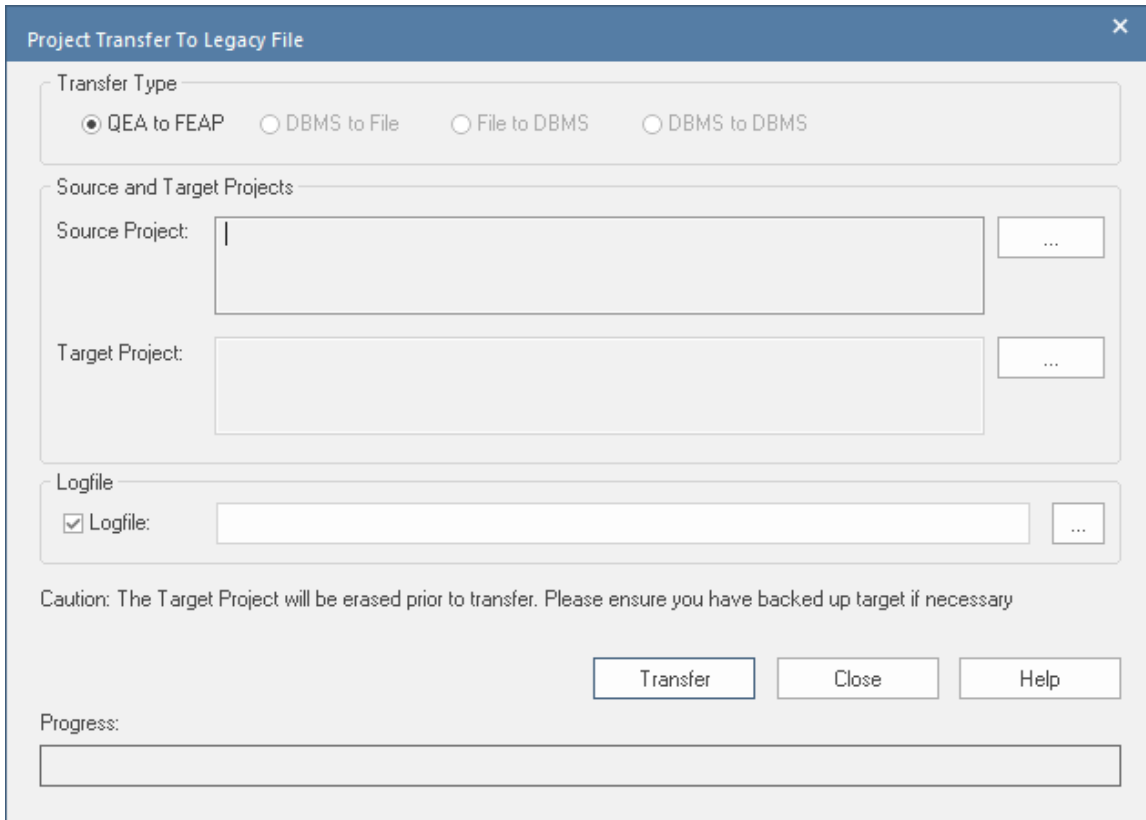 Project Transfer To Legacy File
×
Transfer Type
QEA to FEAP DBMS to File File to DBMS DBMS to DBMS
Source and Target Projects
Source Project: ...
Target Project: ...
Logfile
Logfile: ...
Caution: The Target Project will be erased prior to transfer. Please ensure you have backed up target if necessary
Transfer Close Help
Progress: